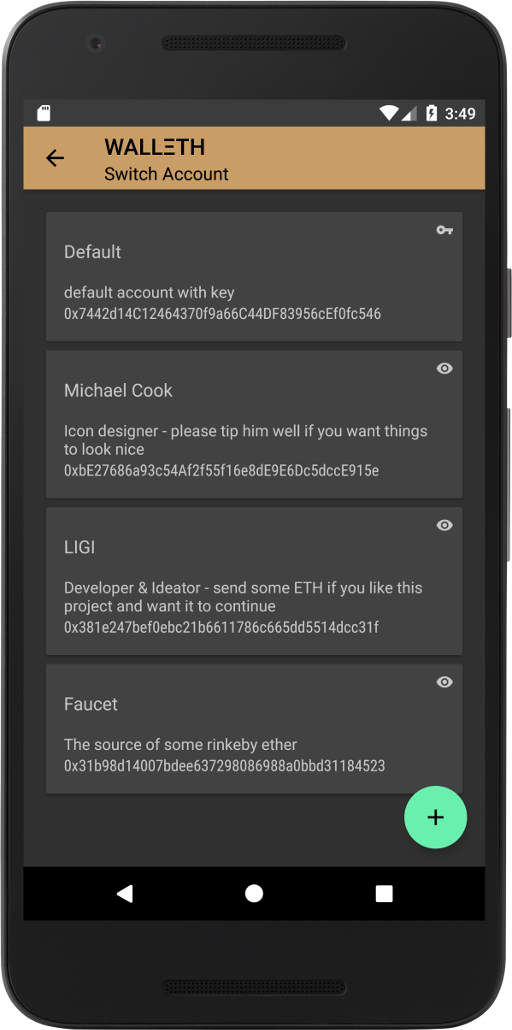 3:49
WALLΞTH
Switch Account
Default
default account with key
0x7442d14C12464370f9a66C44DF83956cEf0fc546
Michael Cook
Icon designer - please tip him well if you want things
to look nice
0xbE27686a93c54Af2f55f16e8dE9E6Dc5dccE915e
LIGI
Developer & Ideator - send some ETH if you like this
project and want it to continue
0x381e247bef0ebc21b6611786c665dd5514dcc31f
Faucet
The source of some rinkeby ether
0x31b98d14007bdee637298086988a0bbd31184523